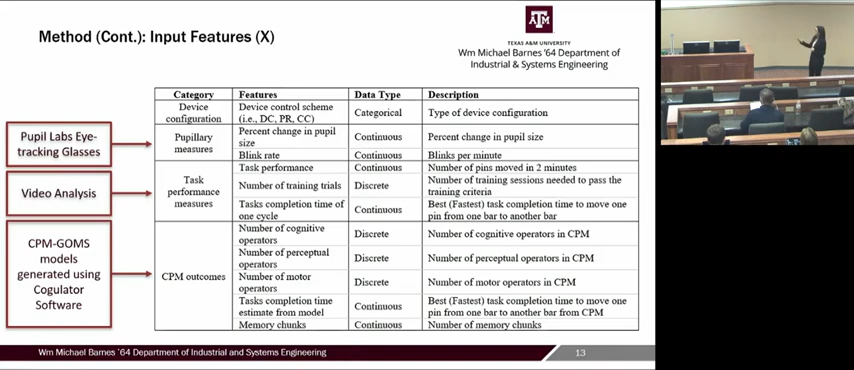 Method (Cont.): Input Features (X)
ĀTM
TEXAS A&M UNIVERSITY
Wm Michael Barnes '64 Department of
Industrial & Systems Engineering
Pupil Labs Eye-
tracking Glasses
Video Analysis
CPM-GOMS
models
generated using
Cogulator
Software
Category Features Data Type Description
Device configuration Device control scheme (i.e., DC, PR, CC) Categorical Type of device configuration
Pupillary measures Percent change in pupil size Continuous Percent change in pupil size
Blink rate Continuous Blinks per minute
Task performance measures Task performance Continuous Number of pins moved in 2 minutes
Number of training trials Discrete Number of training sessions needed to pass the training criteria
Tasks completion time of one cycle Continuous Best (Fastest) task completion time to move one pin from one bar to another bar
CPM outcomes Number of cognitive operators Discrete Number of cognitive operators in CPM
Number of perceptual operators Discrete Number of perceptual operators in CPM
Number of motor operators Discrete Number of motor operators in CPM
Tasks completion time estimate from model Continuous Best (Fastest) task completion time to move one pin from one bar to another bar from CPM
Memory chunks Continuous Number of memory chunks
Wm Michael Barnes '64 Department of Industrial and Systems Engineering
13